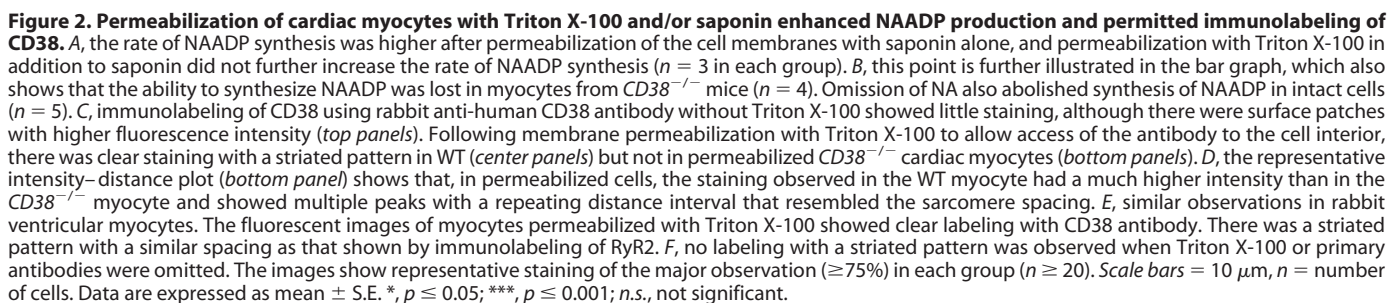 Figure 2. Permeabilization of cardiac myocytes with Triton X-100 and/or saponin enhanced NAADP production and permitted immunolabeling of
CD38. A, the rate of NAADP synthesis was higher after permeabilization of the cell membranes with saponin alone, and permeabilization with Triton X-100 in
addition to saponin did not further increase the rate of NAADP synthesis (n = 3 in each group). B, this point is further illustrated in the bar graph, which also
shows that the ability to synthesize NAADP was lost in myocytes from CD38−/− mice (n = 4). Omission of NA also abolished synthesis of NAADP in intact cells
(n = 5). C, immunolabeling of CD38 using rabbit anti-human CD38 antibody without Triton X-100 showed little staining, although there were surface patches
with higher fluorescence intensity (top panels). Following membrane permeabilization with Triton X-100 to allow access of the antibody to the cell interior,
there was clear staining with a striated pattern in WT (center panels) but not in permeabilized CD38−/− cardiac myocytes (bottom panels). D, the representative
intensity–distance plot (bottom panel) shows that, in permeabilized cells, the staining observed in the WT myocyte had a much higher intensity than in the
CD38−/− myocyte and showed multiple peaks with a repeating distance interval that resembled the sarcomere spacing. E, similar observations in rabbit
ventricular myocytes. The fluorescent images of myocytes permeabilized with Triton X-100 showed clear labeling with CD38 antibody. There was a striated
pattern with a similar spacing as that shown by immunolabeling of RyR2. F, no labeling with a striated pattern was observed when Triton X-100 or primary
antibodies were omitted. The images show representative staining of the major observation (≥75%) in each group (n ≥ 20). Scale bars = 10 μm, n = number
of cells. Data are expressed as mean ± S.E. *, p ≤ 0.05; ***, p ≤ 0.001; n.s., not significant.